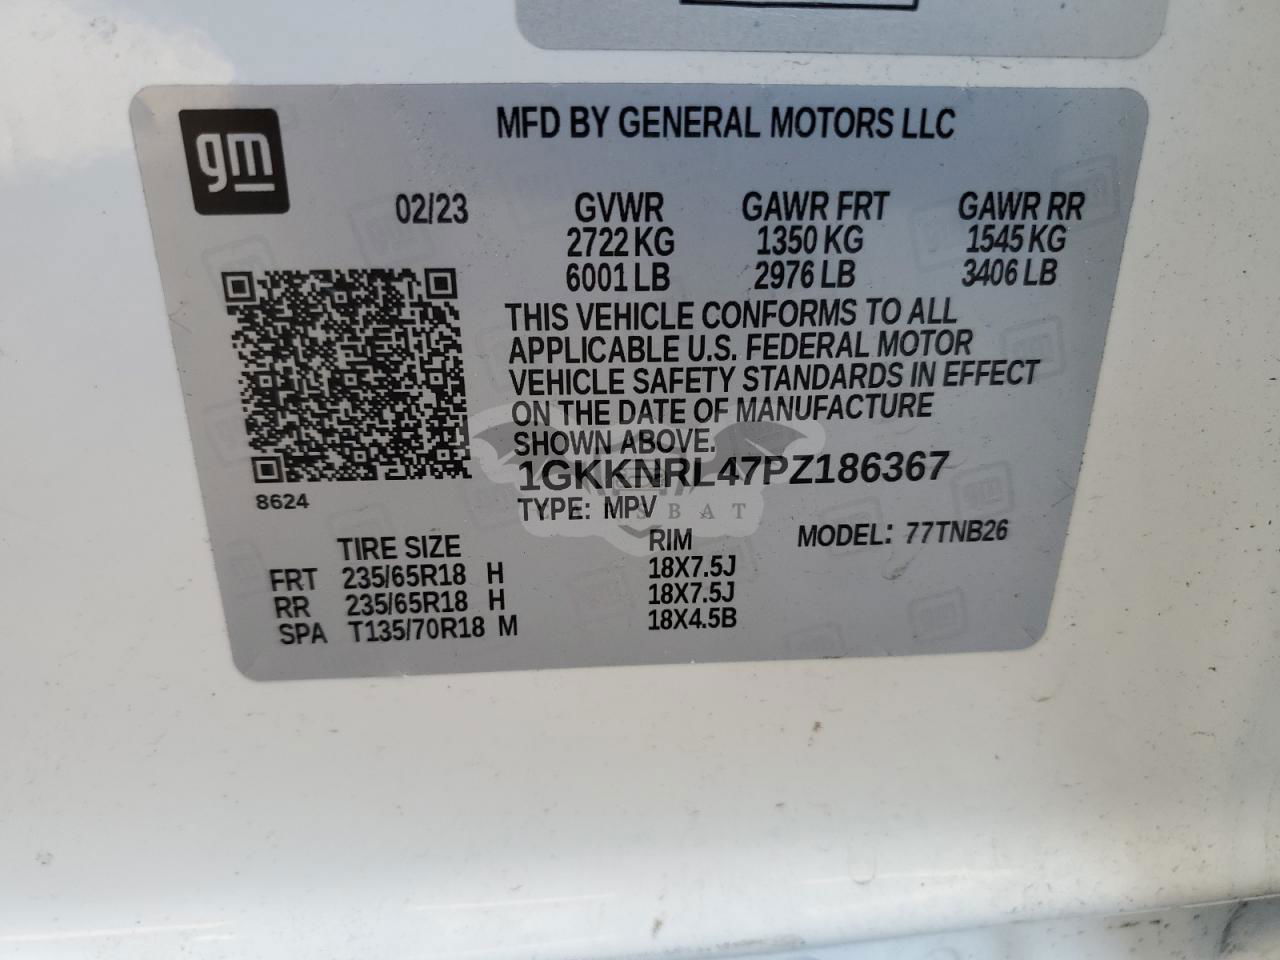 gm
MFD BY GENERAL MOTORS LLC
02/23 GVWR GAWR FRT GAWR RR
2722 KG 1350 KG 1545 KG
6001 LB 2976 LB 3406 LB
THIS VEHICLE CONFORMS TO ALL
APPLICABLE U.S. FEDERAL MOTOR
VEHICLE SAFETY STANDARDS IN EFFECT
ON THE DATE OF MANUFACTURE
SHOWN ABOVE.
1GKKNRL47PZ186367
8624
TYPE: MPV
TIRE SIZE RIM MODEL: 77TNB26
FRT 235/65R18 H 18X7.5J
RR 235/65R18 H 18X7.5J
SPA T135/70R18 M 18X4.5B